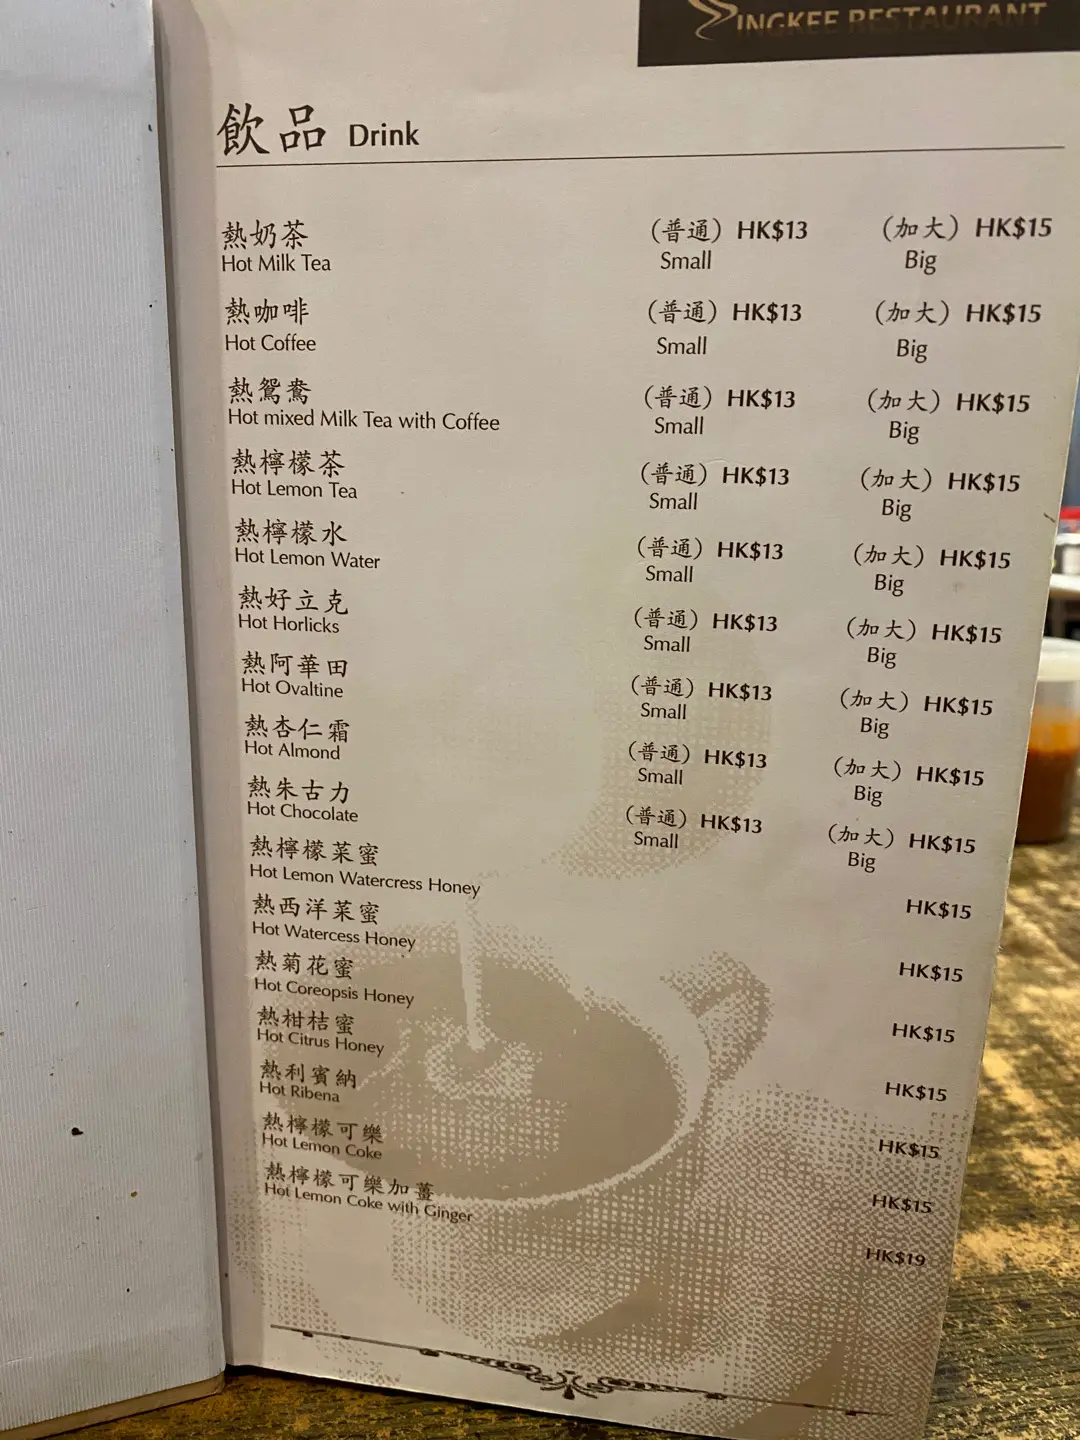 INGKEE RESTAURANT
飲品 Drink
熱奶茶 (普通) HK$13 (加大) HK$15
Hot Milk Tea Small Big
熱咖啡 (普通) HK$13 (加大) HK$15
Hot Coffee Small Big
熱鴛鴦 (普通) HK$13 (加大) HK$15
Hot mixed Milk Tea with Coffee Small Big
熱檸檬茶 (普通) HK$13 (加大) HK$15
Hot Lemon Tea Small Big
熱檸檬水 (普通) HK$13 (加大) HK$15
Hot Lemon Water Small Big
熱好立克 (普通) HK$13 (加大) HK$15
Hot Horlicks Small Big
熱阿華田 (普通) HK$13 (加大) HK$15
Hot Ovaltine Small Big
熱杏仁霜 (普通) HK$13 (加大) HK$15
Hot Almond Small Big
熱朱古力 (普通) HK$13 (加大) HK$15
Hot Chocolate Small Big
熱檸檬菜蜜 HK$15
Hot Lemon Watercress Honey
熱西洋菜蜜 HK$15
Hot Watercess Honey
熱菊花蜜 HK$15
Hot Coreopsis Honey
熱柑桔蜜 HK$15
Hot Citrus Honey
熱利賓納 HK$15
Hot Ribena
熱檸檬可樂 HK$15
Hot Lemon Coke
熱檸檬可樂加薑 HK$19
Hot Lemon Coke with Ginger